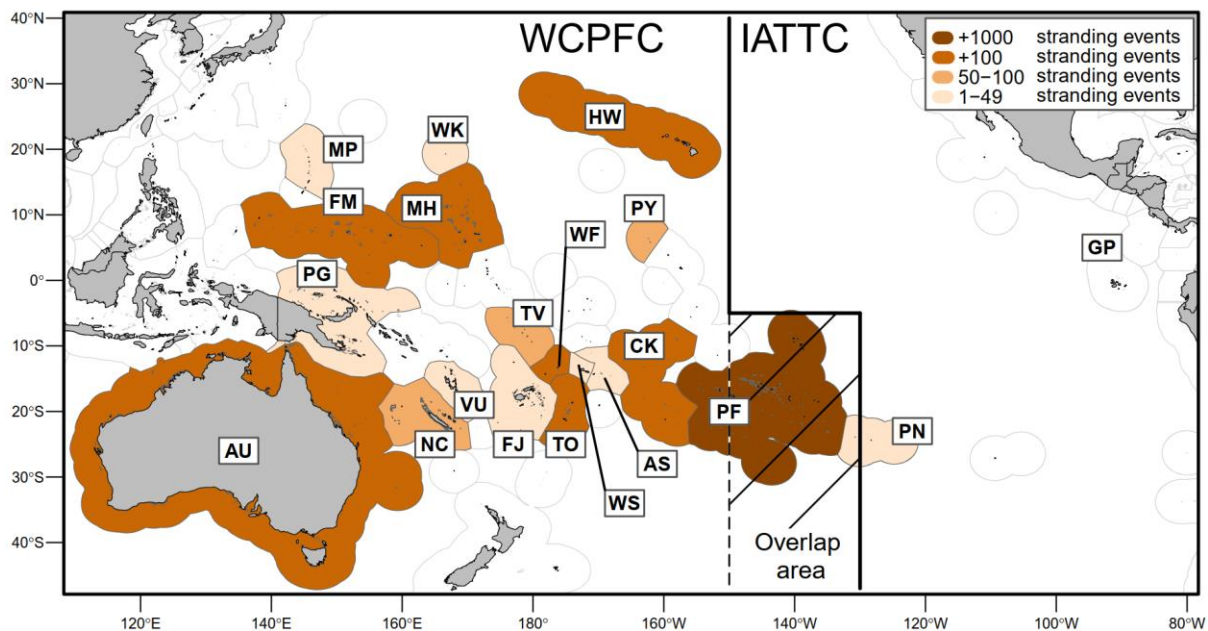 40°N
30°N
20°N
10°N
0°
10°S
20°S
30°S
40°S
WCPFC
IATTC
+1000 stranding events
+100 stranding events
50−100 stranding events
1−49 stranding events
HW
MP
WK
FM
MH
PY
WF
GP
PG
TV
CK
VU
PF
PN
AU
NC
FJ
TO
AS
WS
Overlap
area
120°E
140°E
160°E
180°
160°W
140°W
120°W
100°W
80°W